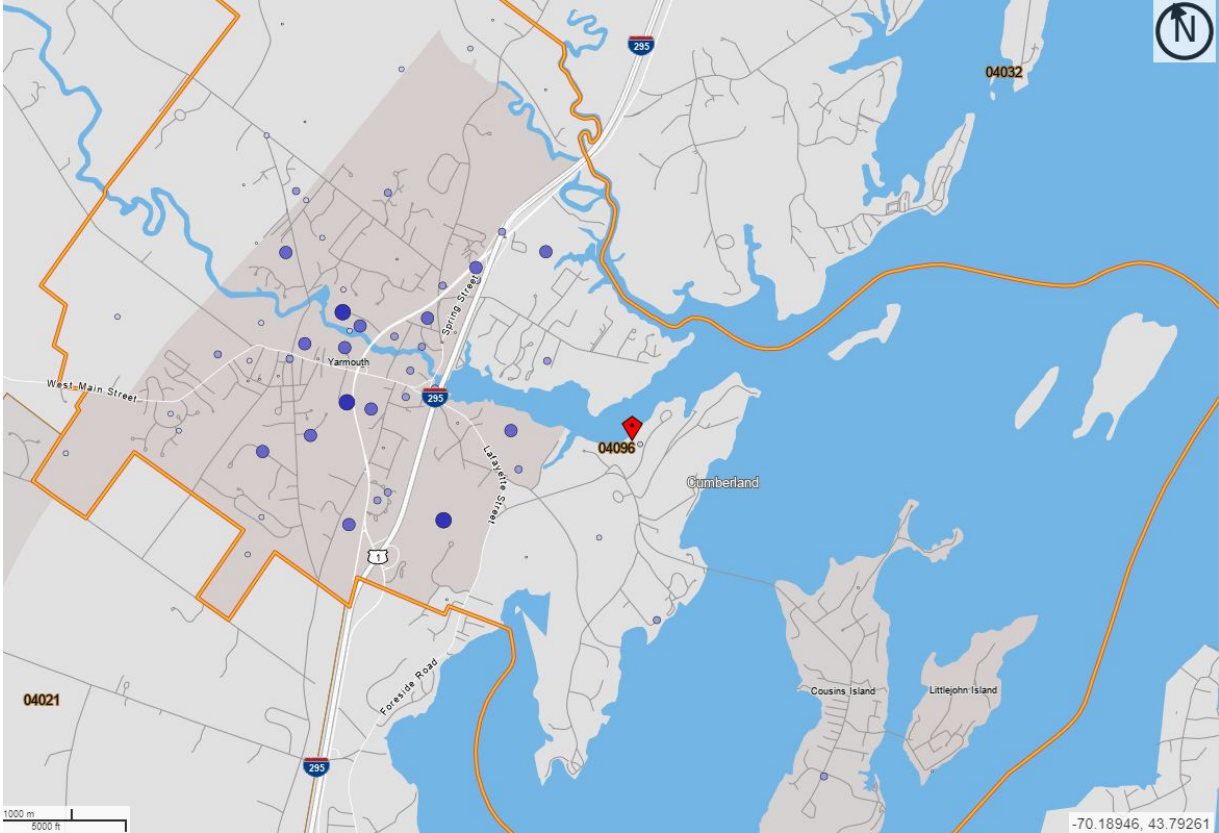 295
N
04032
Spring Street
Yarmouth
West Main Street
295
04096
Lafayette Street
Cumberland
1
Foreside Road
04021
Cousins Island
Littlejohn Island
295
1000 m
5000 ft
-70.18946, 43.79261